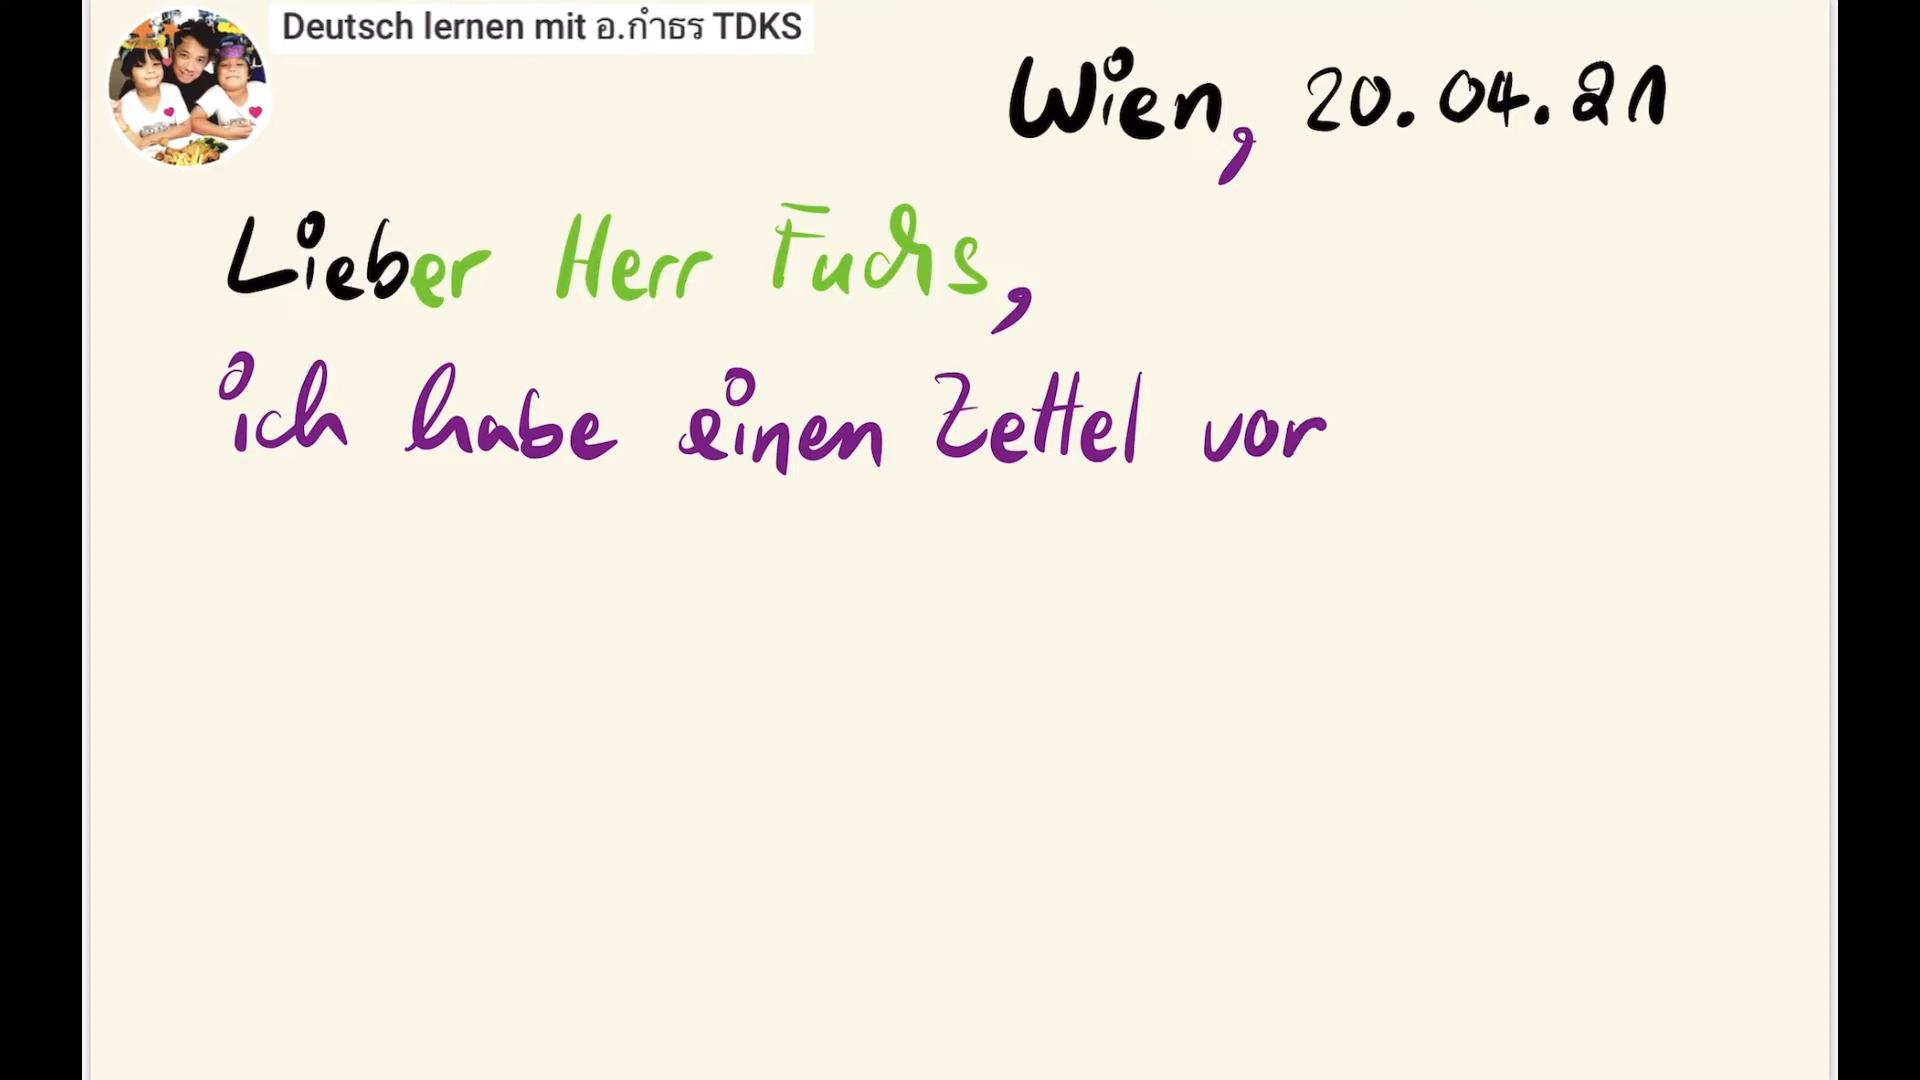 Deutsch lernen mit อ.กำธร TDKS
Wien, 20.04.21
Lieber Herr Fuchs,
ich habe einen Zettel vor